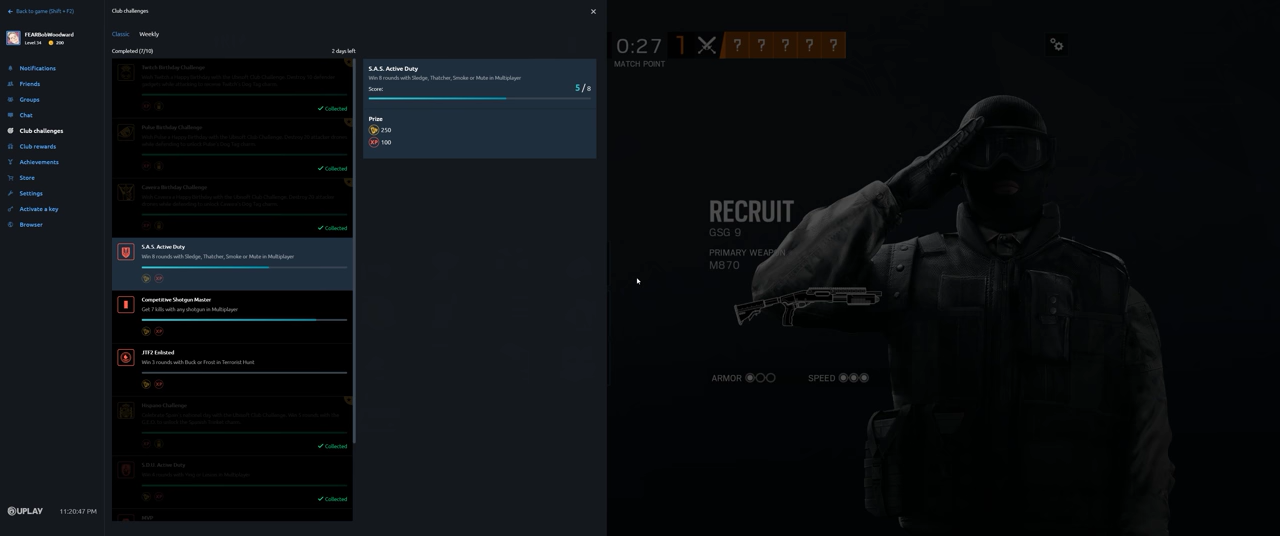 Back to game (Shift + F2)
FEARBobWoodward
Level 34 200
Notifications
Friends
Groups
Chat
Club challenges
Club rewards
Achievements
Store
Settings
Activate a key
Browser
UPLAY
11:20:47 PM
Club challenges
Classic Weekly
Completed (7/10) 2 days left
Twitch Birthday Challenge
Collected
Pulse Birthday Challenge
Collected
Caveira Birthday Challenge
Collected
S.A.S. Active Duty
Win 8 rounds with Sledge, Thatcher, Smoke or Mute in Multiplayer
XP
Competitive Shotgun Master
Get 7 kills with any shotgun in Multiplayer
XP
JTF2 Enlisted
Win 3 rounds with Buck or Frost in Terrorist Hunt
XP
Collected
S.D.U. Active Duty
Collected
MVP
S.A.S. Active Duty
Win 8 rounds with Sledge, Thatcher, Smoke or Mute in Multiplayer
Score: 5 / 8
Prize
250
XP 100
0:27 1 ? ? ? ? ?
MATCH POINT
RECRUIT
GSG 9
PRIMARY WEAPON
M870
ARMOR SPEED